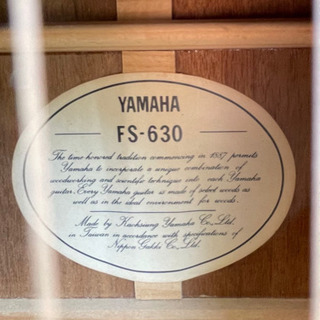 YAMAHA
FS-630
The time honored tradition commencing in 1887 permits
Yamaha to incorporate a unique combination of
woodworking and scientific technique into each Yamaha
guitar. Every Yamaha guitar is made of select woods as
well as in the ideal environment for woods.
Made by Kaohsiung Yamaha Co., Ltd.
in Taiwan in accordance with specifications of
Nippon Gakki Co., Ltd.